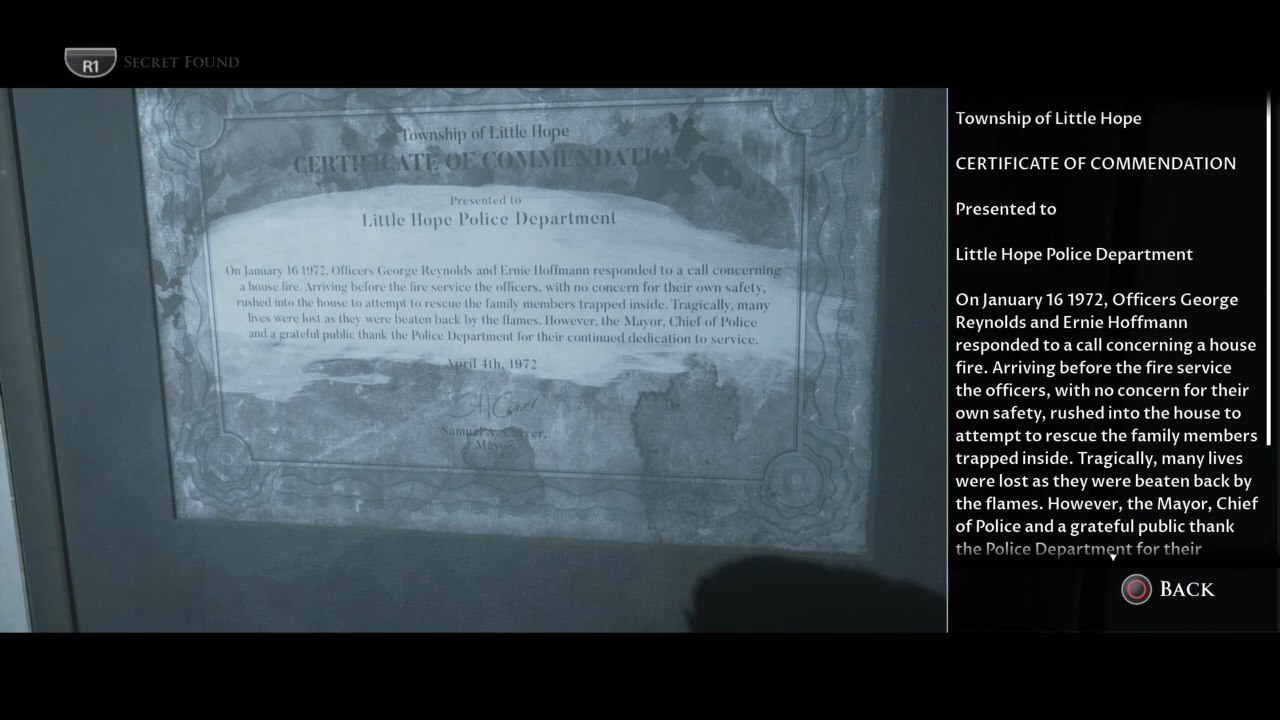 R1 SECRET FOUND
Township of Little Hope
CERTIFICATE OF COMMENDATIO
Presented to
Little Hope Police Department
On January 16 1972, Officers George Reynolds and Ernie Hoffmann responded to a call concerning
a house fire. Arriving before the fire service the officers, with no concern for their own safety,
rushed into the house to attempt to rescue the family members trapped inside. Tragically, many
lives were lost as they were beaten back by the flames. However, the Mayor, Chief of Police
and a grateful public thank the Police Department for their continued dedication to service.
April 4th, 1972
Samuel A. Carver,
Mayor
Township of Little Hope
CERTIFICATE OF COMMENDATION
Presented to
Little Hope Police Department
On January 16 1972, Officers George
Reynolds and Ernie Hoffmann
responded to a call concerning a house
fire. Arriving before the fire service
the officers, with no concern for their
own safety, rushed into the house to
attempt to rescue the family members
trapped inside. Tragically, many lives
were lost as they were beaten back by
the flames. However, the Mayor, Chief
of Police and a grateful public thank
the Police Department for their
BACK